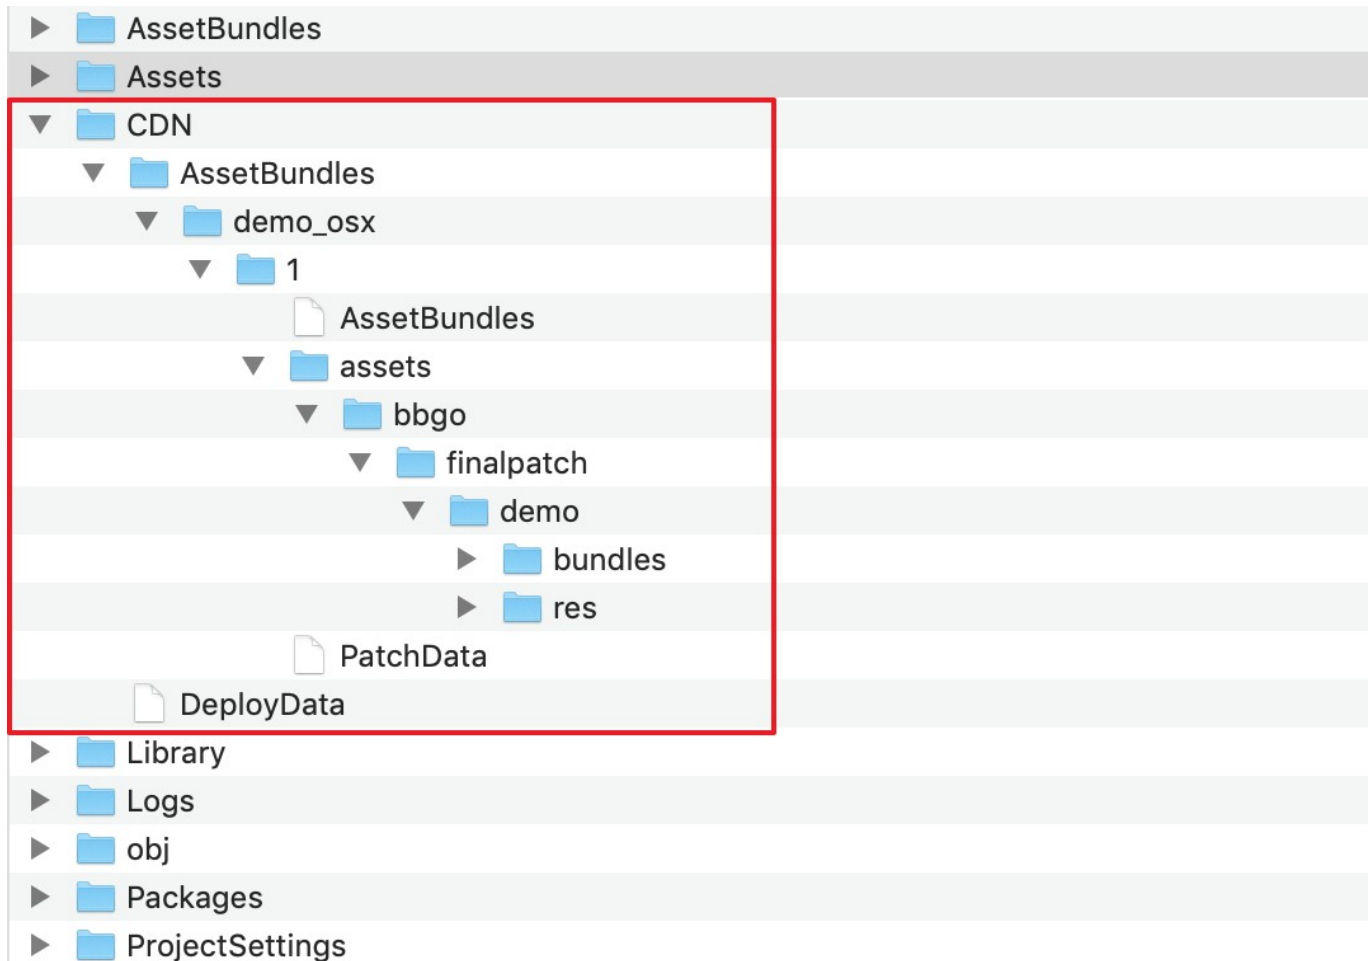 AssetBundles
Assets
CDN
AssetBundles
demo_osx
1
AssetBundles
assets
bbgo
finalpatch
demo
bundles
res
PatchData
DeployData
Library
Logs
obj
Packages
ProjectSettings